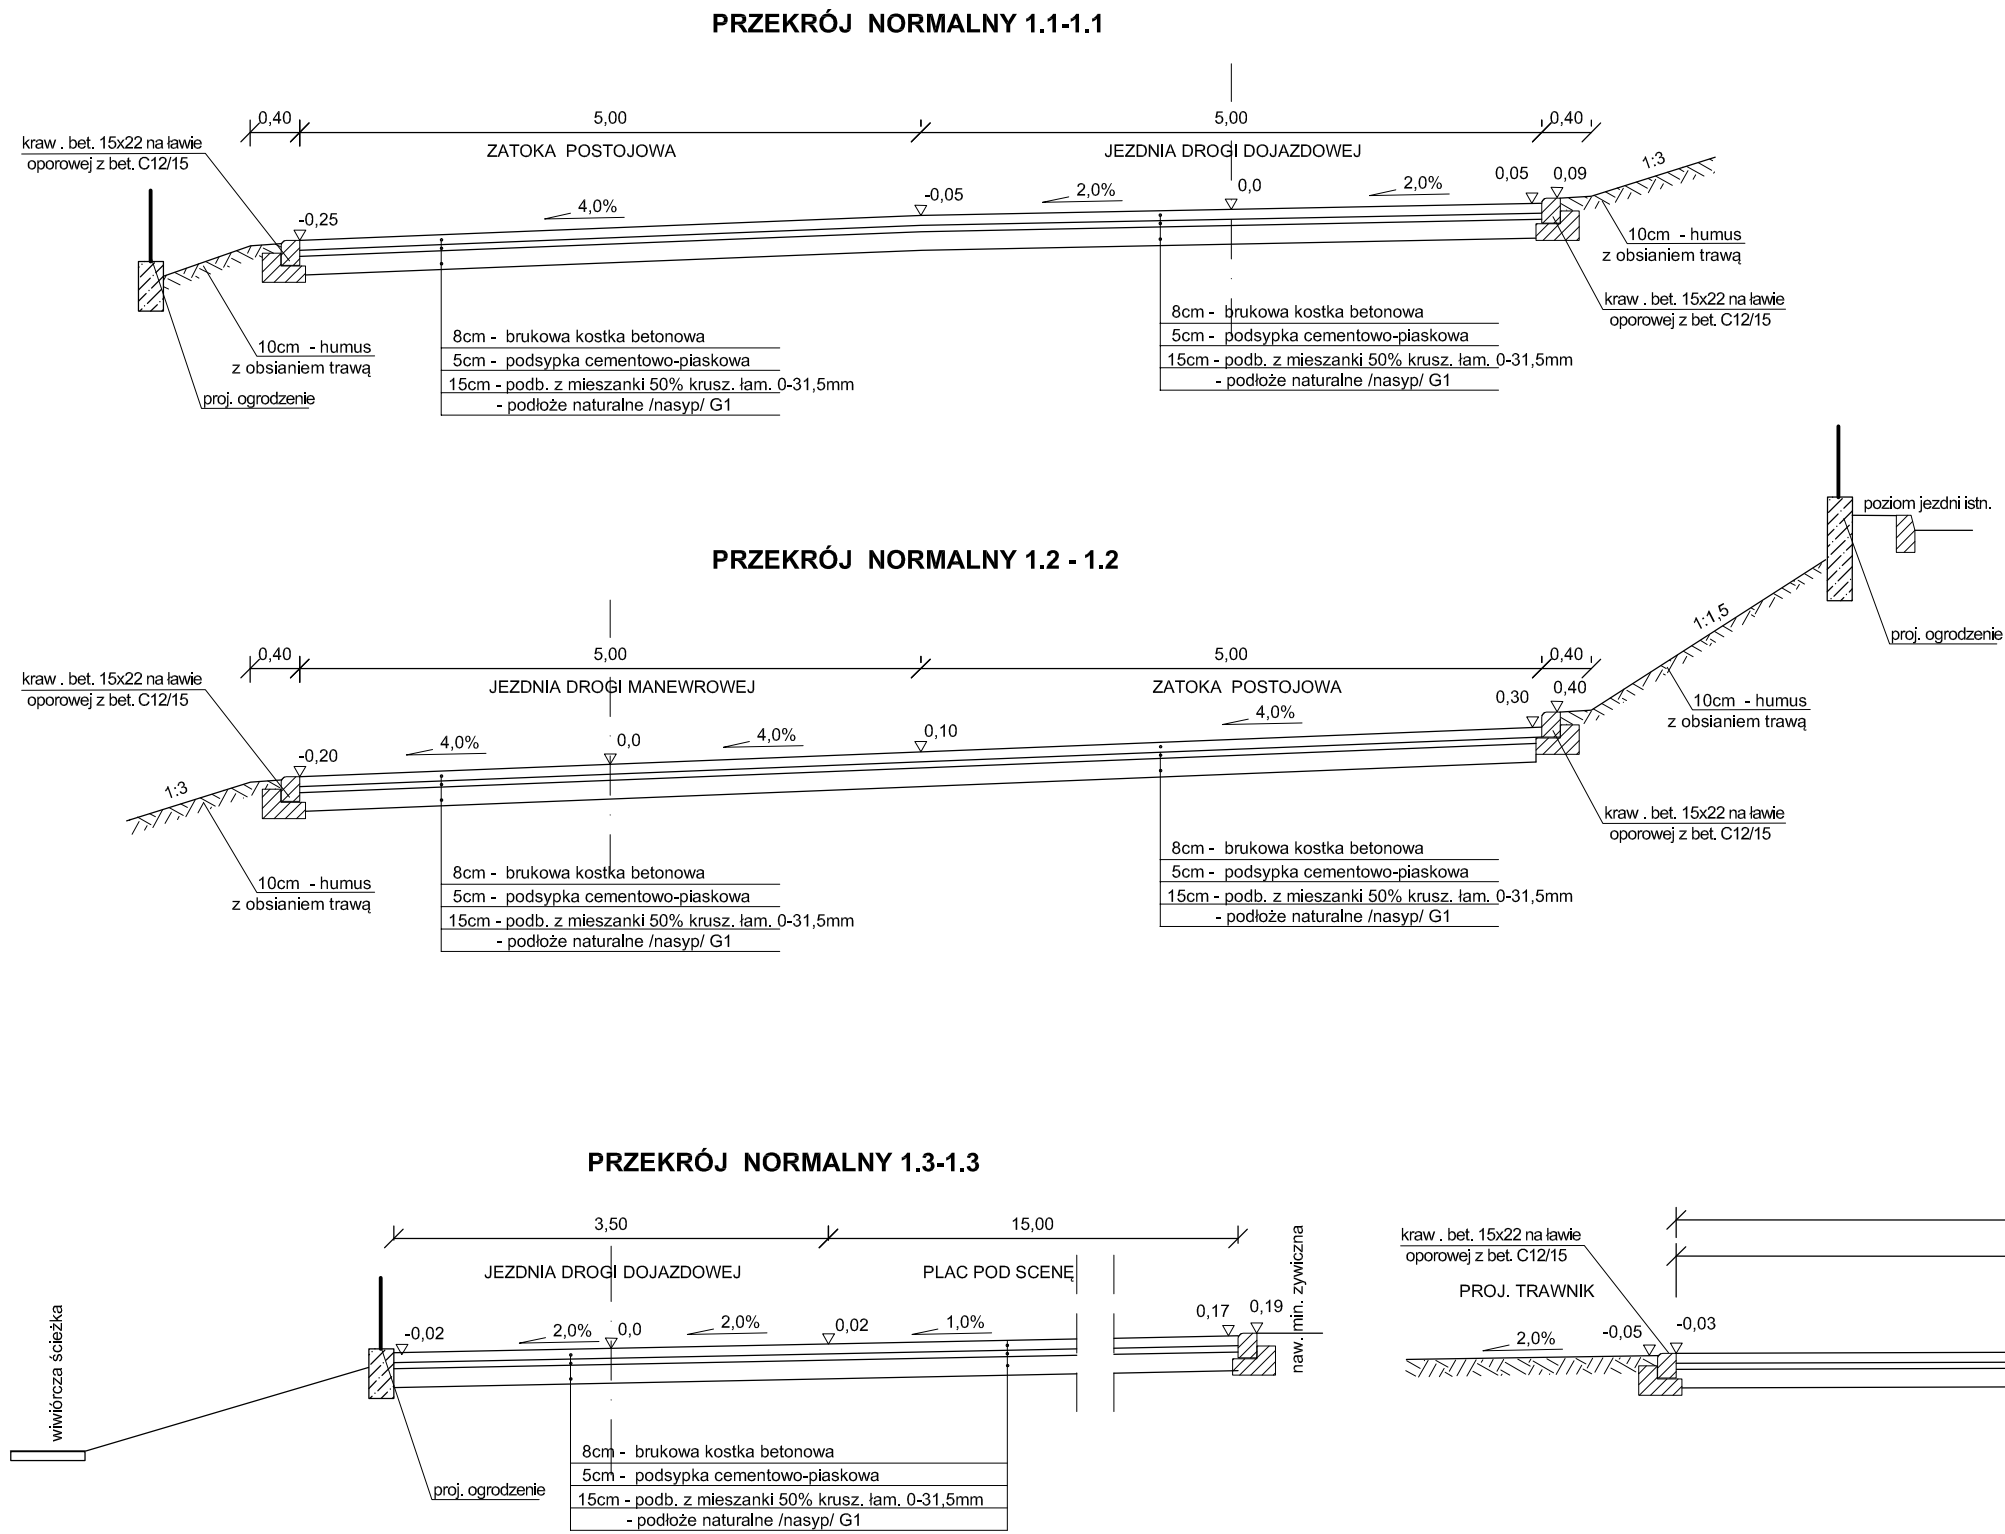 PRZEKRÓJ NORMALNY 1.1-1.1
0,40 5,00 5,00 0,40
kraw . bet. 15x22 na ławie
oporowej z bet. C12/15
ZATOKA POSTOJOWA
JEZDNIA DROGI DOJAZDOWEJ
1:3
-0,25
4,0%
-0,05
2,0%
0,0
2,0%
0,05 0,09
10cm - humus
z obsianiem trawą
kraw . bet. 15x22 na ławie
oporowej z bet. C12/15
10cm - humus
z obsianiem trawą
proj. ogrodzenie
8cm - brukowa kostka betonowa
5cm - podsypka cementowo-piaskowa
15cm - podb. z mieszanki 50% krusz. łam. 0-31,5mm
- podłoże naturalne /nasyp/ G1
8cm - brukowa kostka betonowa
5cm - podsypka cementowo-piaskowa
15cm - podb. z mieszanki 50% krusz. łam. 0-31,5mm
- podłoże naturalne /nasyp/ G1
PRZEKRÓJ NORMALNY 1.2 - 1.2
poziom jezdni istn.
proj. ogrodzenie
1:1,5
0,40 5,00 5,00 0,40
kraw . bet. 15x22 na ławie
oporowej z bet. C12/15
JEZDNIA DROGI MANEWROWEJ
ZATOKA POSTOJOWA
1:3
-0,20
4,0%
0,0
4,0%
0,10
4,0%
0,30 0,40
10cm - humus
z obsianiem trawą
kraw . bet. 15x22 na ławie
oporowej z bet. C12/15
10cm - humus
z obsianiem trawą
8cm - brukowa kostka betonowa
5cm - podsypka cementowo-piaskowa
15cm - podb. z mieszanki 50% krusz. łam. 0-31,5mm
- podłoże naturalne /nasyp/ G1
8cm - brukowa kostka betonowa
5cm - podsypka cementowo-piaskowa
15cm - podb. z mieszanki 50% krusz. łam. 0-31,5mm
- podłoże naturalne /nasyp/ G1
PRZEKRÓJ NORMALNY 1.3-1.3
3,50 15,00
JEZDNIA DROGI DOJAZDOWEJ
PLAC POD SCENĘ
wiwiórcza ścieżka
-0,02
2,0%
0,0
2,0%
0,02
1,0%
0,17 0,19
naw. min. zywiczna
proj. ogrodzenie
8cm - brukowa kostka betonowa
5cm - podsypka cementowo-piaskowa
15cm - podb. z mieszanki 50% krusz. łam. 0-31,5mm
- podłoże naturalne /nasyp/ G1
kraw . bet. 15x22 na ławie
oporowej z bet. C12/15
PROJ. TRAWNIK
2,0%
-0,05 -0,03